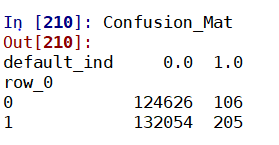 In [210]: Confusion_Mat
Out[210]:
default_ind 0.0 1.0
row_0
0 124626 106
1 132054 205